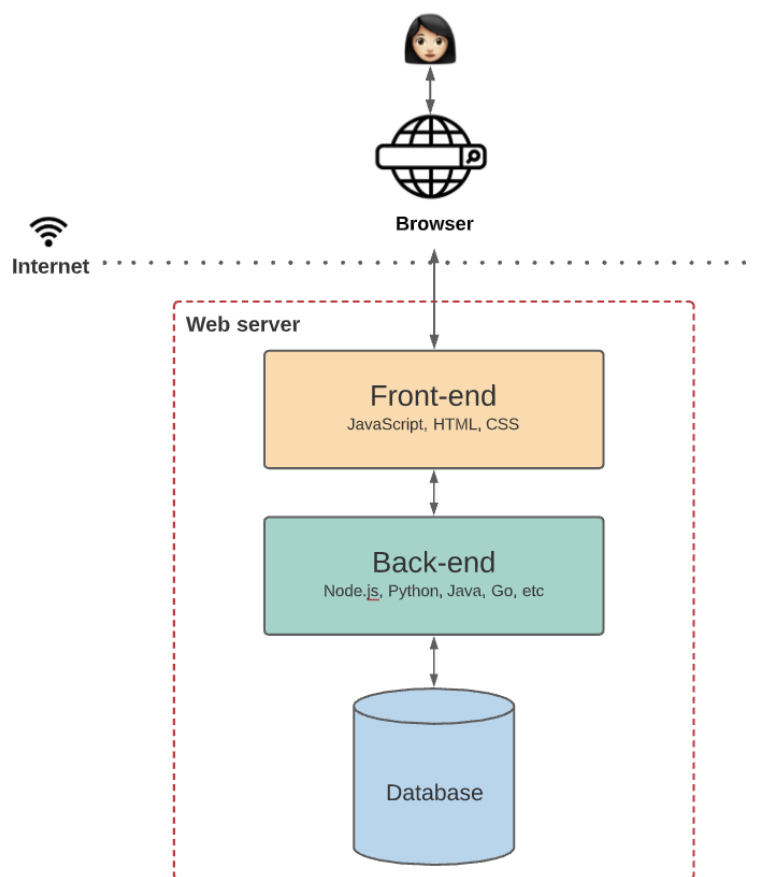 Browser
Internet
Web server
Front-end
JavaScript, HTML, CSS
Back-end
Node.js, Python, Java, Go, etc
Database